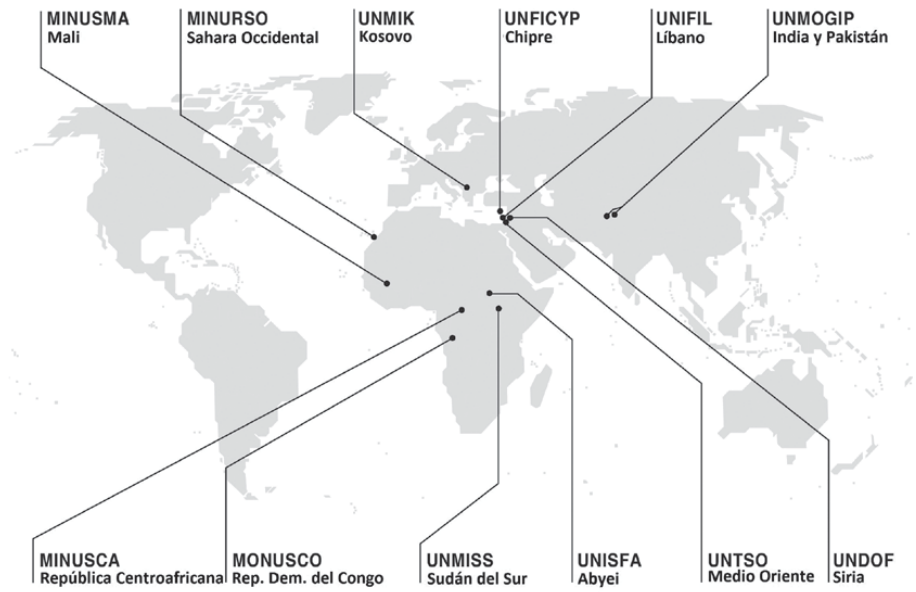 MINUSMA
Mali
MINURSO
Sahara Occidental
UNMIK
Kosovo
UNFICYP
Chipre
UNIFIL
Líbano
UNMOGIP
India y Pakistán
MINUSCA
República Centroafricana
MONUSCO
Rep. Dem. del Congo
UNMISS
Sudán del Sur
UNISFA
Abyei
UNTSO
Medio Oriente
UNDOF
Siria